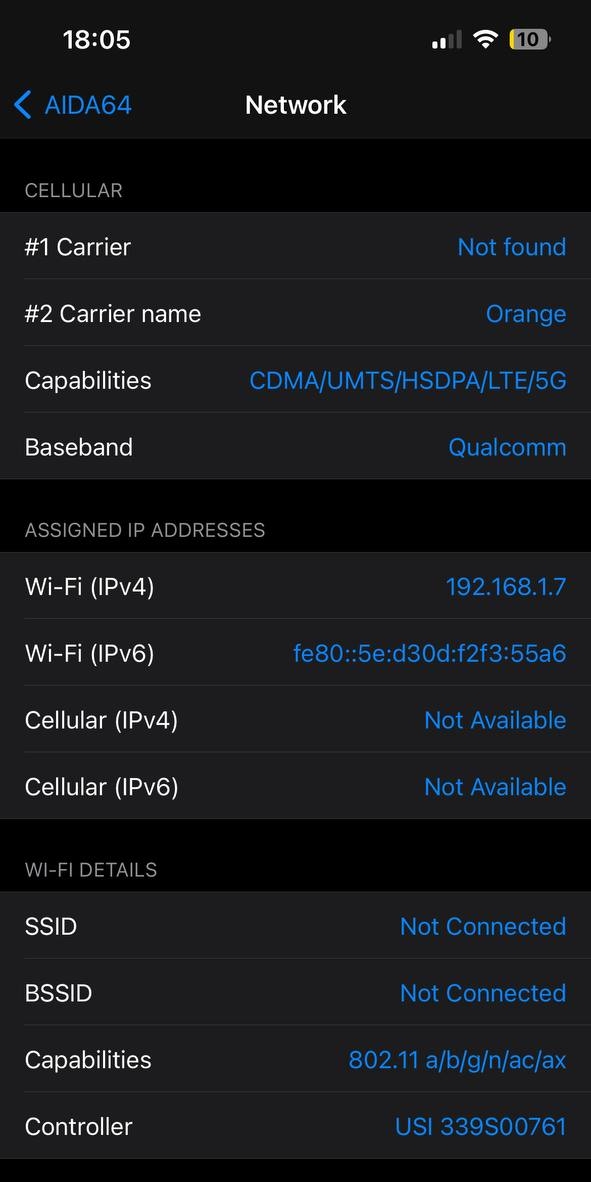 18:05
10
AIDA64
Network
CELLULAR
#1 Carrier Not found
#2 Carrier name Orange
Capabilities CDMA/UMTS/HSDPA/LTE/5G
Baseband Qualcomm
ASSIGNED IP ADDRESSES
Wi-Fi (IPv4) 192.168.1.7
Wi-Fi (IPv6) fe80::5e:d30d:f2f3:55a6
Cellular (IPv4) Not Available
Cellular (IPv6) Not Available
WI-FI DETAILS
SSID Not Connected
BSSID Not Connected
Capabilities 802.11 a/b/g/n/ac/ax
Controller USI 339S00761